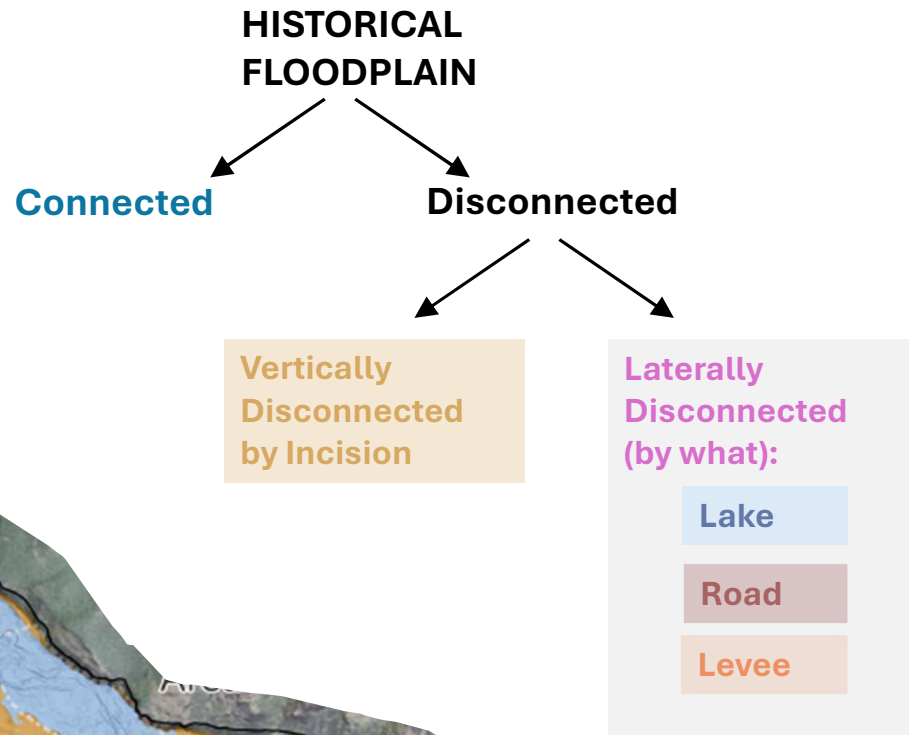 HISTORICAL
FLOODPLAIN
Connected
Disconnected
Vertically
Disconnected
by Incision
Laterally
Disconnected
(by what):
Lake
Road
Levee